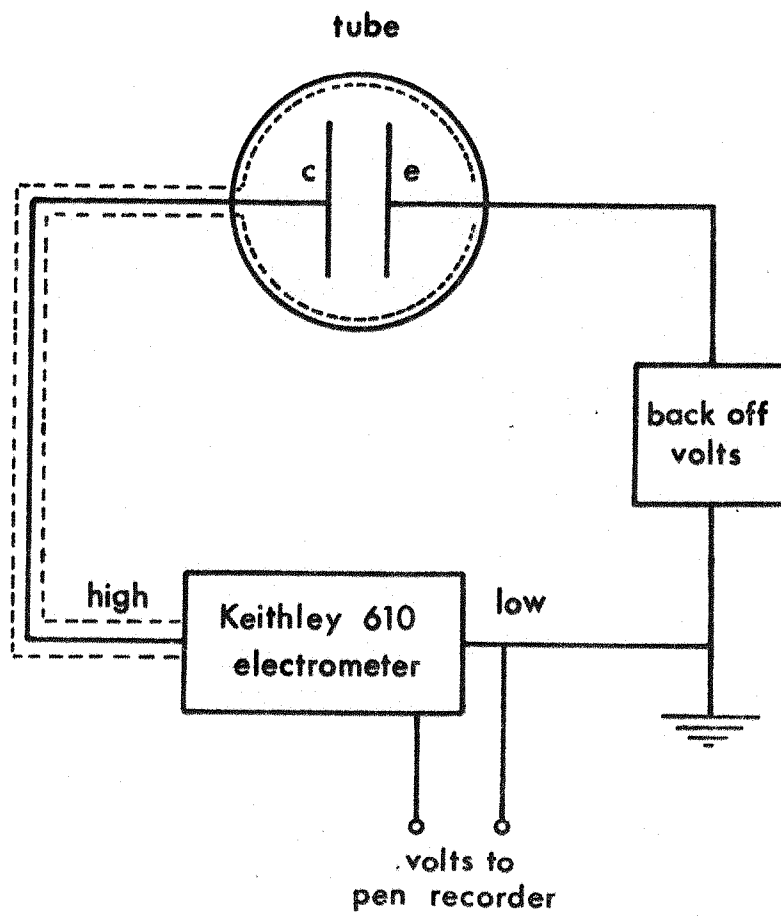 tube
c
e
back off
volts
high
Keithley 610
electrometer
low
volts to
pen recorder